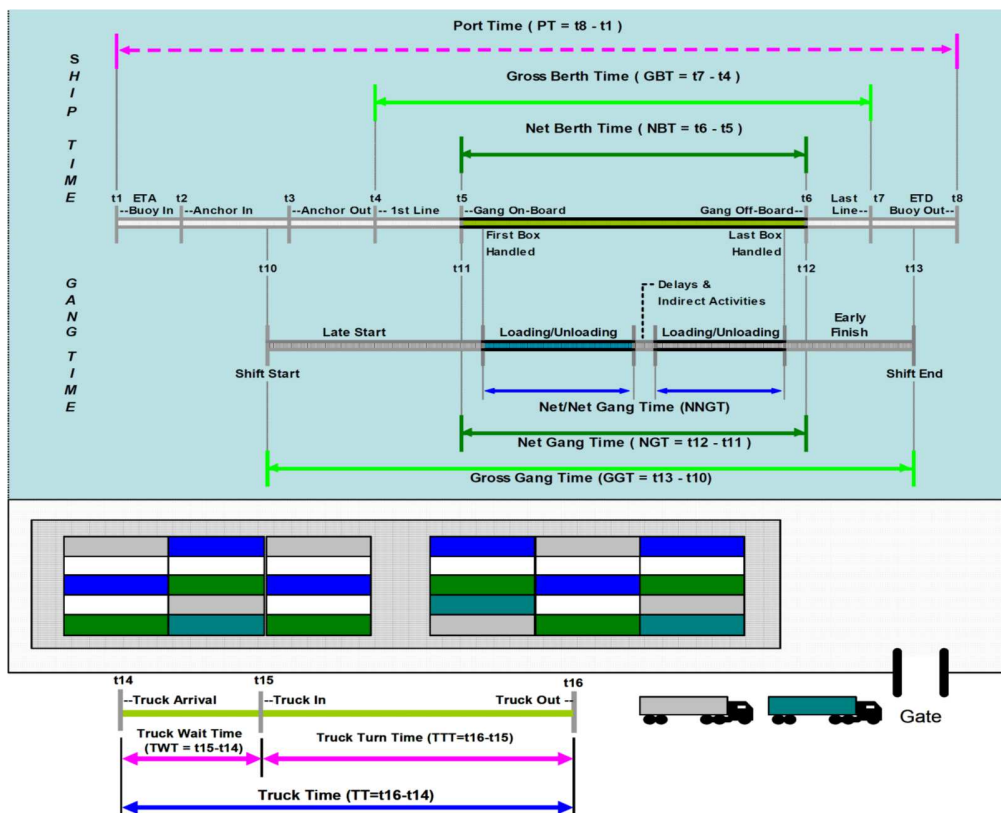 Port Time ( PT = t8 - t1 )
SHIP TIME
Gross Berth Time ( GBT = t7 - t4 )
Net Berth Time ( NBT = t6 - t5 )
t1 ETA t2 t3 t4 t5 t6 Last t7 ETD t8
--Buoy In --Anchor In --Anchor Out -- 1st Line --Gang On-Board Gang Off-Board-- Line-- Buoy Out--
First Box Last Box
Handled Handled
t10 t11 t12 t13
GANG TIME
Delays &
Indirect Activities
Late Start Loading/Unloading Loading/Unloading Early
Finish
Shift Start Shift End
Net/Net Gang Time (NNGT)
Net Gang Time ( NGT = t12 - t11 )
Gross Gang Time (GGT = t13 - t10)
t14 t15 t16
--Truck Arrival --Truck In Truck Out --
Gate
Truck Wait Time
(TWT = t15-t14)
Truck Turn Time (TTT=t16-t15)
Truck Time (TT=t16-t14)